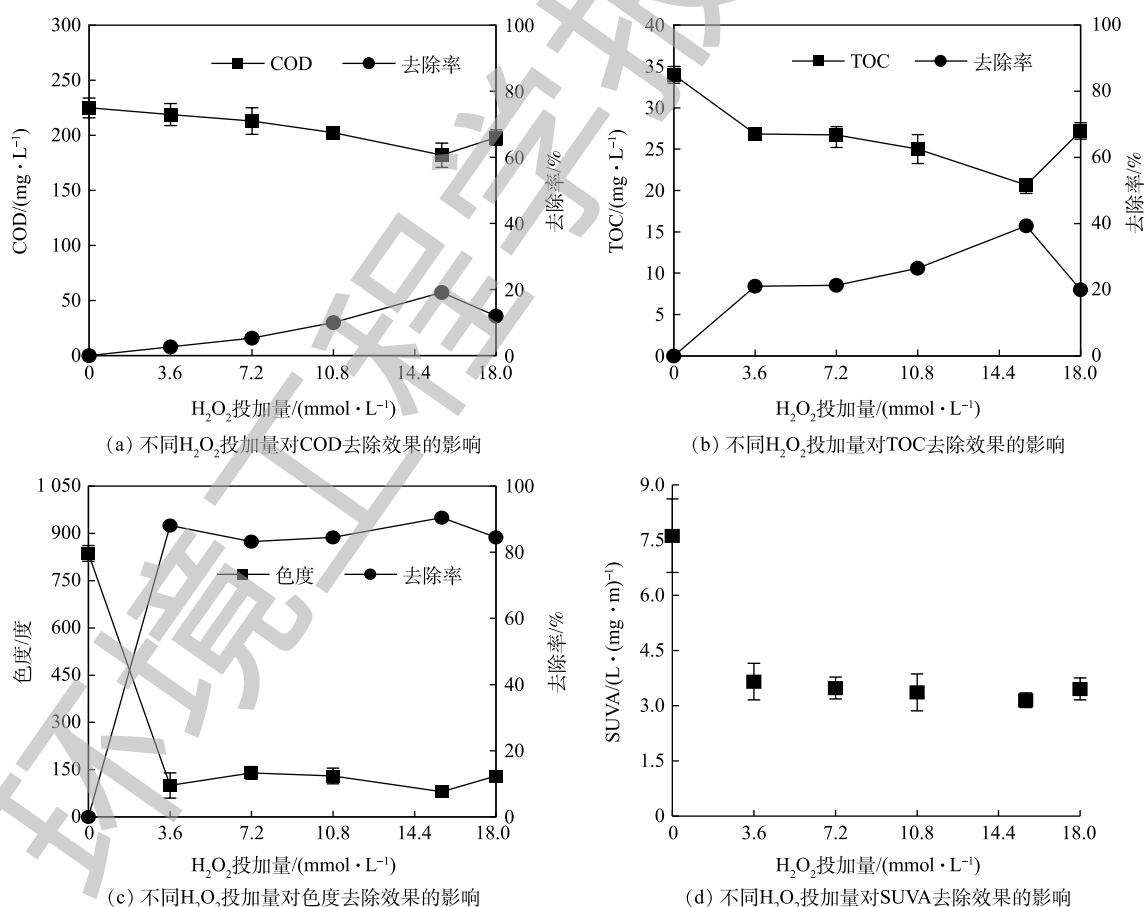 300
250
200
150
100
50
0
COD/(mg·L⁻¹)
COD
去除率
100
80
60
40
20
0
去除率/%
0 3.6 7.2 10.8 14.4 18.0
H₂O₂投加量/(mmol·L⁻¹)
(a) 不同H₂O₂投加量对COD去除效果的影响
40
35
30
25
20
15
10
5
0
TOC/(mg·L⁻¹)
TOC
去除率
100
80
60
40
20
0
去除率/%
0 3.6 7.2 10.8 14.4 18.0
H₂O₂投加量/(mmol·L⁻¹)
(b) 不同H₂O₂投加量对TOC去除效果的影响
1 050
900
750
600
450
300
150
0
色度/度
色度
去除率
100
80
60
40
20
0
去除率/%
0 3.6 7.2 10.8 14.4 18.0
H₂O₂投加量/(mmol·L⁻¹)
(c) 不同H₂O₂投加量对色度去除效果的影响
9.0
7.5
6.0
4.5
3.0
1.5
0
SUVA/(L·(mg·m)⁻¹)
0 3.6 7.2 10.8 14.4 18.0
H₂O₂投加量/(mmol·L⁻¹)
(d) 不同H₂O₂投加量对SUVA去除效果的影响
环境工程学报